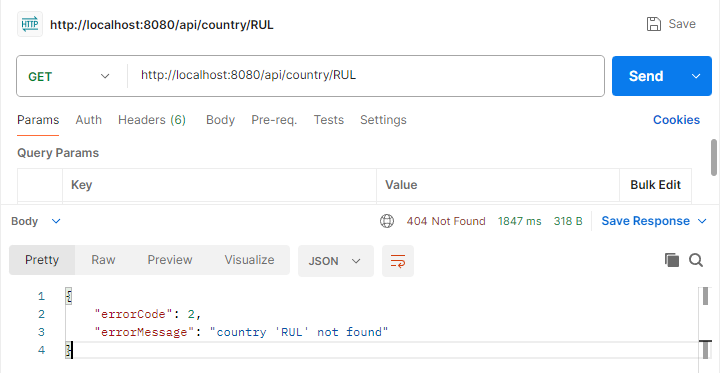 HTTP http://localhost:8080/api/country/RUL Save
GET http://localhost:8080/api/country/RUL Send
Params Auth Headers (6) Body Pre-req. Tests Settings Cookies
Query Params
Key Value Bulk Edit
Body 404 Not Found 1847 ms 318 B Save Response
Pretty Raw Preview Visualize JSON
1 {
2 "errorCode": 2,
3 "errorMessage": "country 'RUL' not found"
4 }